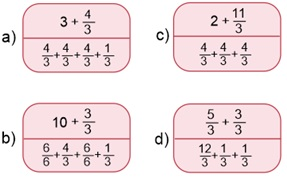 a) 3 + 4/3
4/3 + 4/3 + 4/3 + 1/3
b) 10 + 3/3
6/6 + 4/3 + 6/6 + 1/3
c) 2 + 11/3
4/3 + 4/3 + 4/3
d) 5/3 + 3/3
12/3 + 1/3 + 1/3